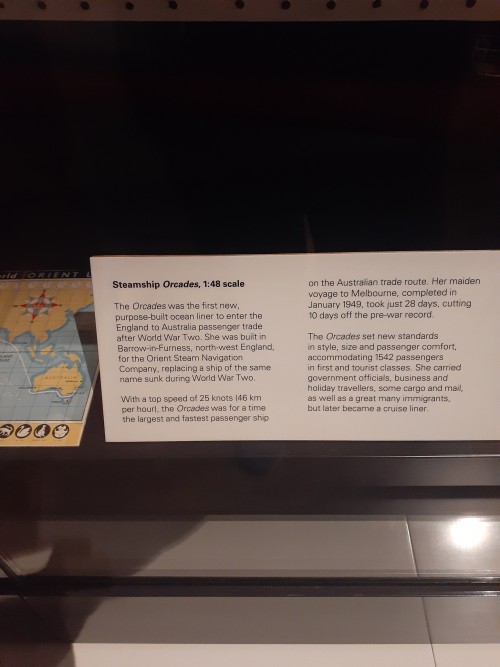 ORIENT L
Steamship Orcades, 1:48 scale
The Orcades was the first new,
purpose-built ocean liner to enter the
England to Australia passenger trade
after World War Two. She was built in
Barrow-in-Furness, north-west England,
for the Orient Steam Navigation
Company, replacing a ship of the same
name sunk during World War Two.
With a top speed of 25 knots (46 km
per hour), the Orcades was for a time
the largest and fastest passenger ship
on the Australian trade route. Her maiden
voyage to Melbourne, completed in
January 1949, took just 28 days, cutting
10 days off the pre-war record.
The Orcades set new standards
in style, size and passenger comfort,
accommodating 1542 passengers
in first and tourist classes. She carried
government officials, business and
holiday travellers, some cargo and mail,
as well as a great many immigrants,
but later became a cruise liner.